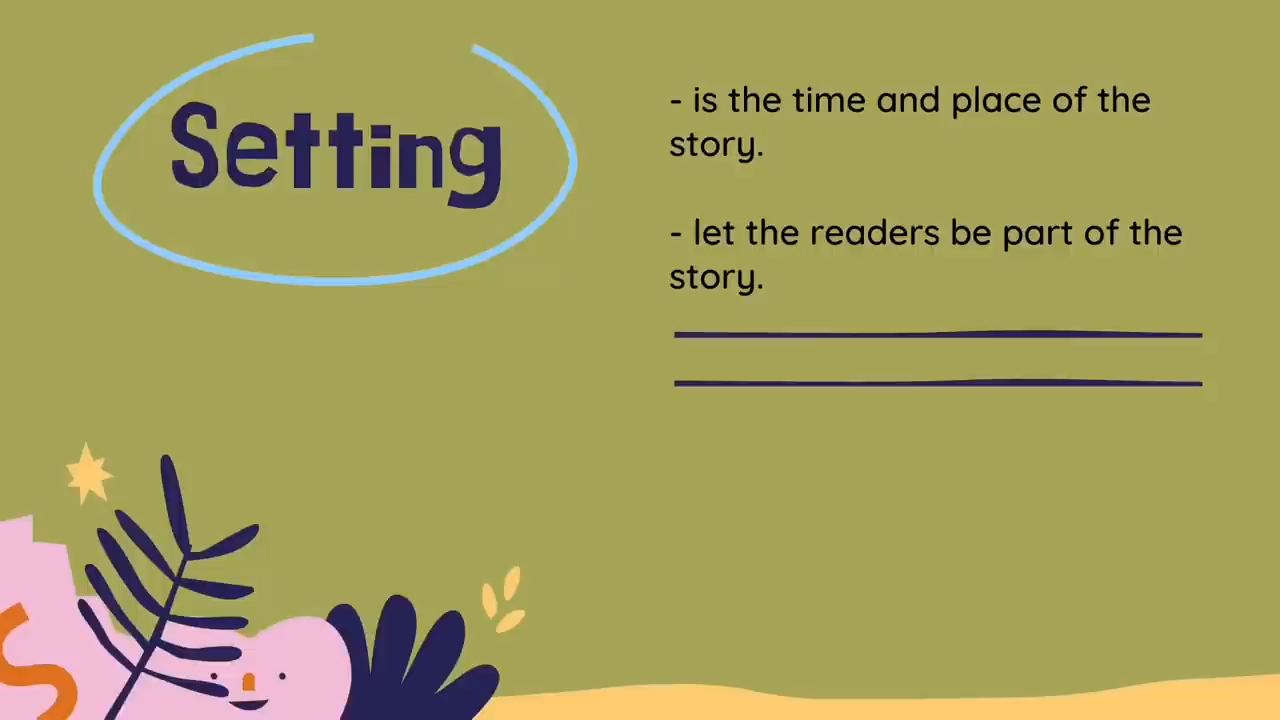 Setting
- is the time and place of the
story.
- let the readers be part of the
story.